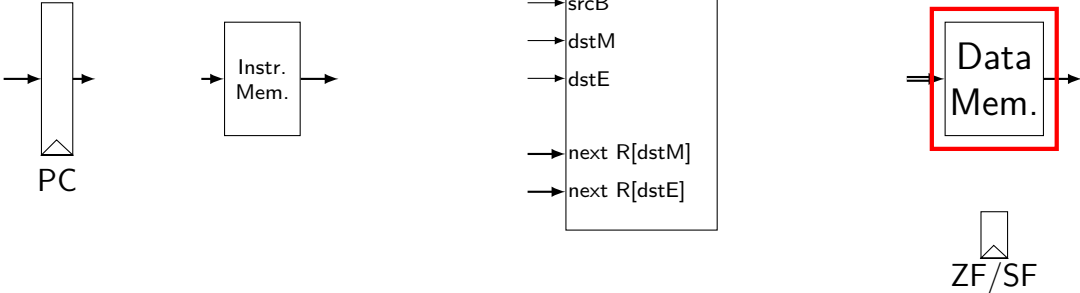 srcB
dstM
dstE
next R[dstM]
next R[dstE]
PC
Instr.
Mem.
Data
Mem.
ZF/SF